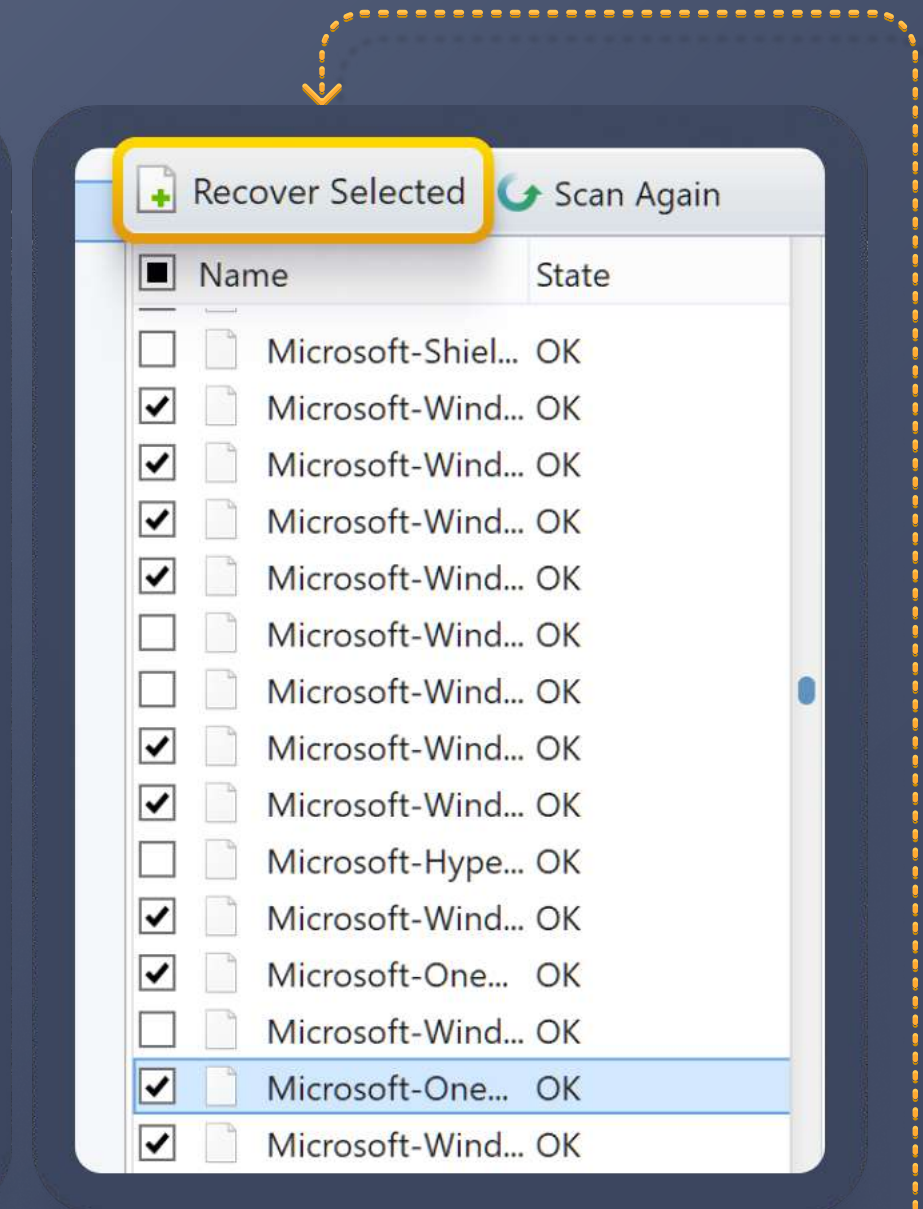 Recover Selected Scan Again
Name State
Microsoft-Shiel... OK
Microsoft-Wind... OK
Microsoft-Wind... OK
Microsoft-Wind... OK
Microsoft-Wind... OK
Microsoft-Wind... OK
Microsoft-Wind... OK
Microsoft-Wind... OK
Microsoft-Wind... OK
Microsoft-Hype... OK
Microsoft-Wind... OK
Microsoft-One... OK
Microsoft-Wind... OK
Microsoft-One... OK
Microsoft-Wind... OK